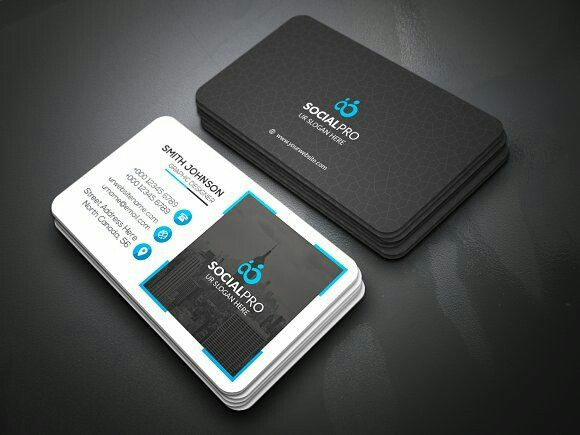 SOCIALPRO
UR SLOGAN HERE
@ www.yourwebsite.com
SMITH JOHNSON
GRAPHIC DESIGNER
+000 12345 6789
+000 12345 6789
urwebsitename.com
urname@email.com
Street Address Here
North Canada, 56
SOCIALPRO
UR SLOGAN HERE